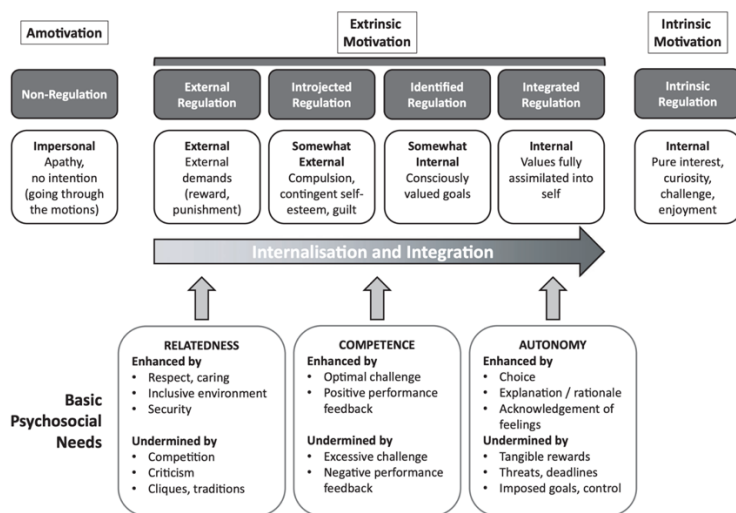 Amotivation
Extrinsic
Motivation
Intrinsic
Motivation
Non-Regulation
External
Regulation
Introjected
Regulation
Identified
Regulation
Integrated
Regulation
Intrinsic
Regulation
Impersonal
Apathy,
no intention
(going through
the motions)
External
External
demands
(reward,
punishment)
Somewhat
External
Compulsion,
contingent self-
esteem, guilt
Somewhat
Internal
Consciously
valued goals
Internal
Values fully
assimilated into
self
Internal
Pure interest,
curiosity,
challenge,
enjoyment
Internalisation and Integration
Basic
Psychosocial
Needs
RELATEDNESS
Enhanced by
• Respect, caring
• Inclusive environment
• Security
Undermined by
• Competition
• Criticism
• Cliques, traditions
COMPETENCE
Enhanced by
• Optimal challenge
• Positive performance
feedback
Undermined by
• Excessive challenge
• Negative performance
feedback
AUTONOMY
Enhanced by
• Choice
• Explanation / rationale
• Acknowledgement of
feelings
Undermined by
• Tangible rewards
• Threats, deadlines
• Imposed goals, control